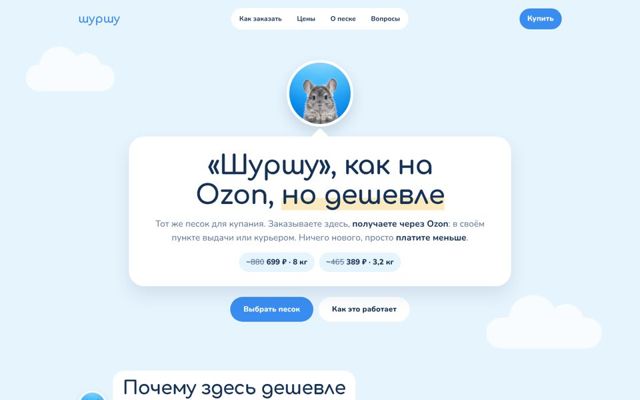 шуршу
Как заказать Цены О песке Вопросы
Купить
«Шуршу», как на
Ozon, но дешевле
Тот же песок для купания. Заказываете здесь, получаете через Ozon: в своём
пункте выдачи или курьером. Ничего нового, просто платите меньше.
~880 699 ₽ · 8 кг ~465 389 ₽ · 3,2 кг
Выбрать песок Как это работает
Почему здесь дешевле